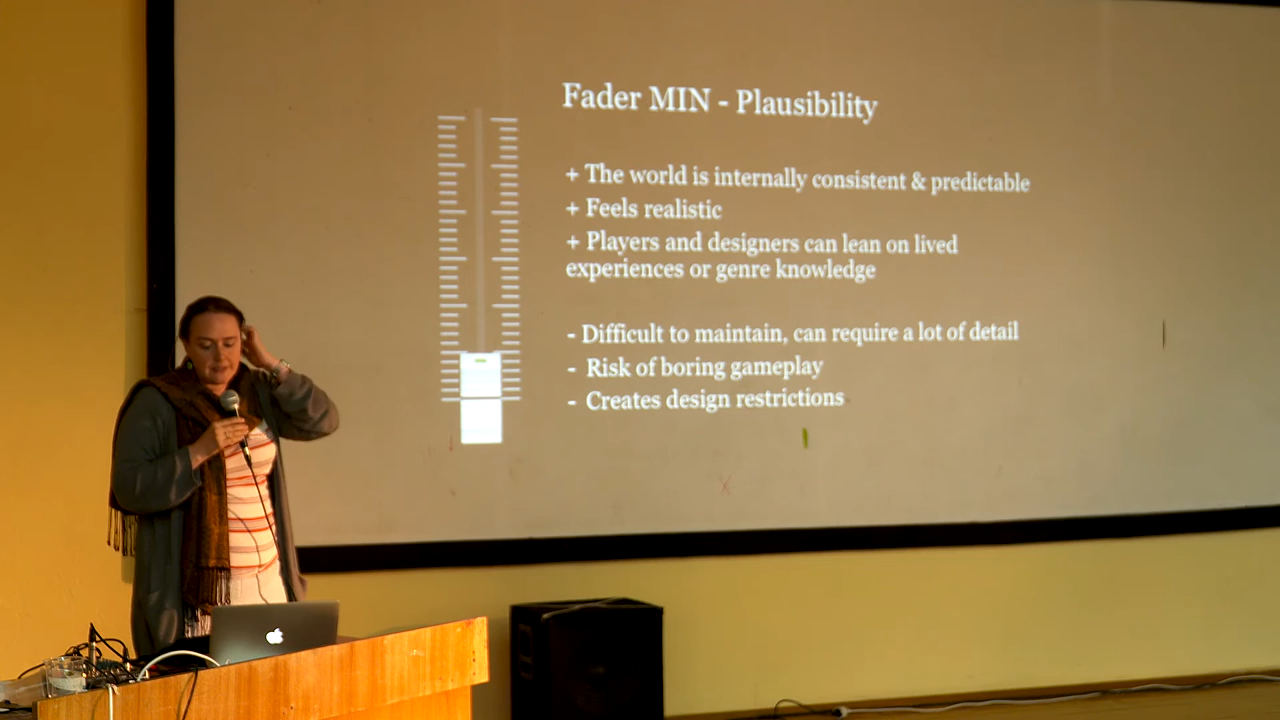 Fader MIN - Plausibility
+ The world is internally consistent & predictable
+ Feels realistic
+ Players and designers can lean on lived
experiences or genre knowledge
- Difficult to maintain, can require a lot of detail
- Risk of boring gameplay
- Creates design restrictions